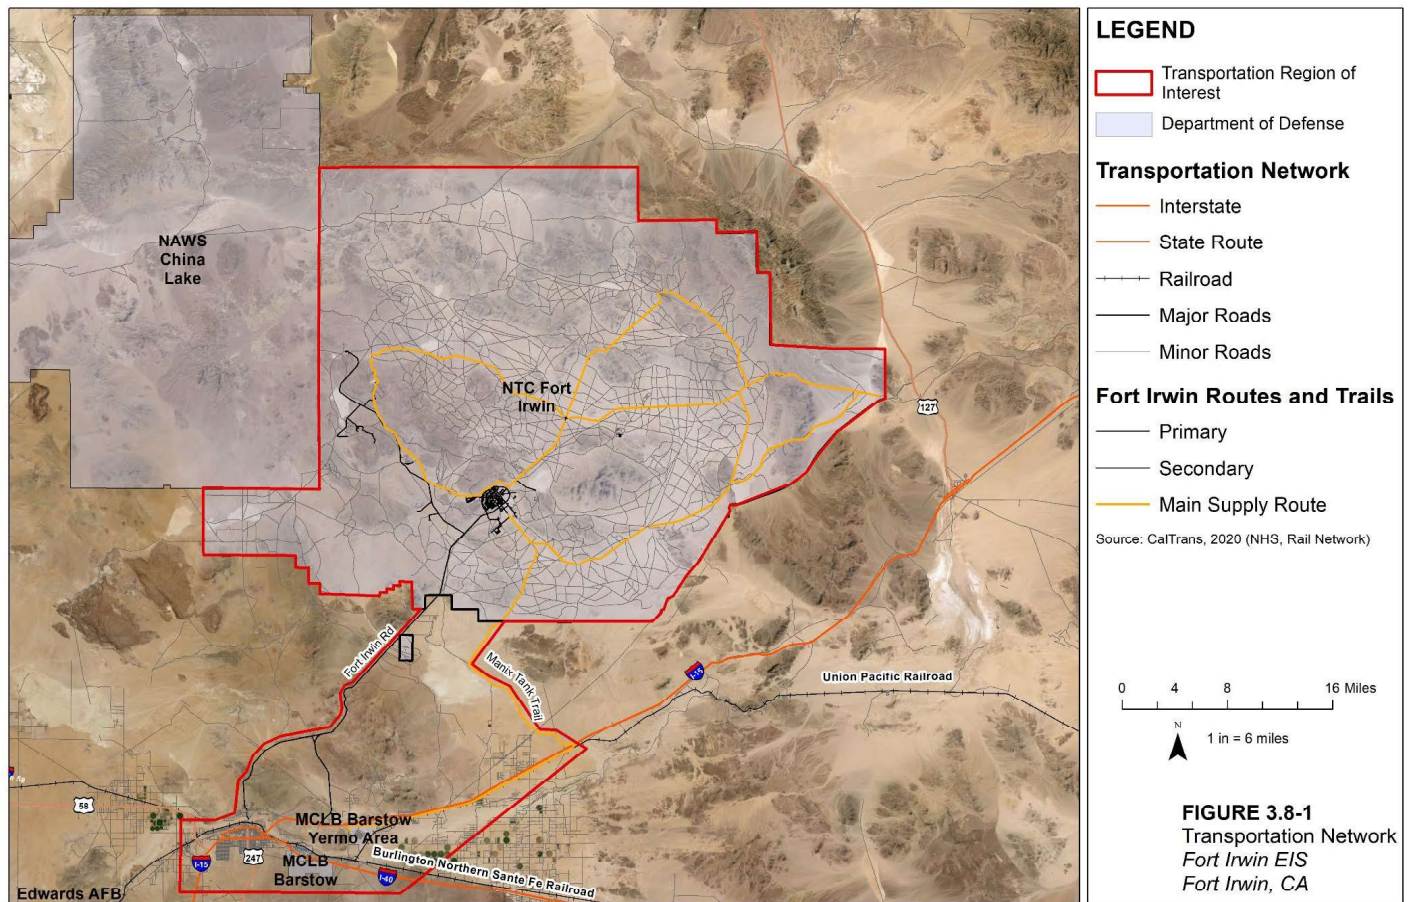 NAWS
China
Lake
NTC Fort
Irwin
127
Fort Irwin Rd
Manix Tank Trail
I-15
Union Pacific Railroad
58
MCLB Barstow
Yermo Area
I-15
247
MCLB
Barstow
I-40
Burlington Northern Sante Fe Railroad
Edwards AFB
LEGEND
Transportation Region of
Interest
Department of Defense
Transportation Network
Interstate
State Route
Railroad
Major Roads
Minor Roads
Fort Irwin Routes and Trails
Primary
Secondary
Main Supply Route
Source: CalTrans, 2020 (NHS, Rail Network)
0 4 8 16 Miles
N
1 in = 6 miles
FIGURE 3.8-1
Transportation Network
Fort Irwin EIS
Fort Irwin, CA